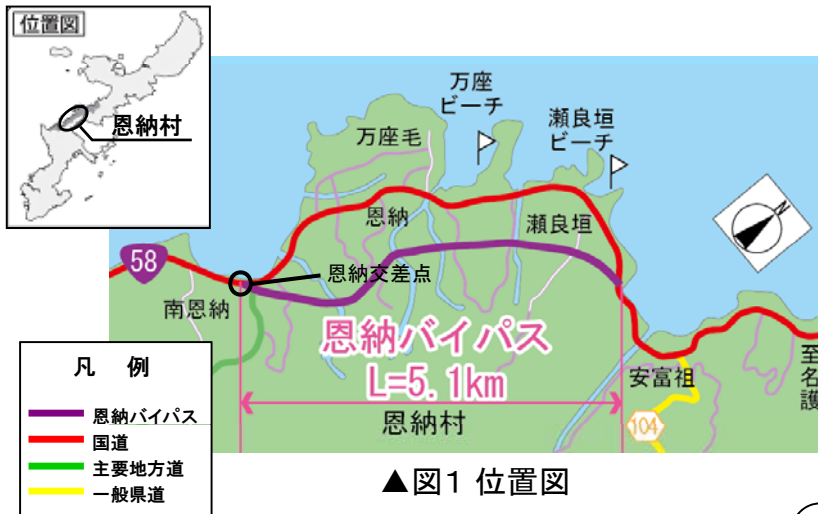 位置図
恩納村
万座
ビーチ
瀬良垣
ビーチ
万座毛
恩納
瀬良垣
N
58
恩納交差点
南恩納
恩納バイパス
L=5.1km
恩納村
安富祖
至名護
104
凡 例
恩納バイパス
国道
主要地方道
一般県道
▲図1 位置図